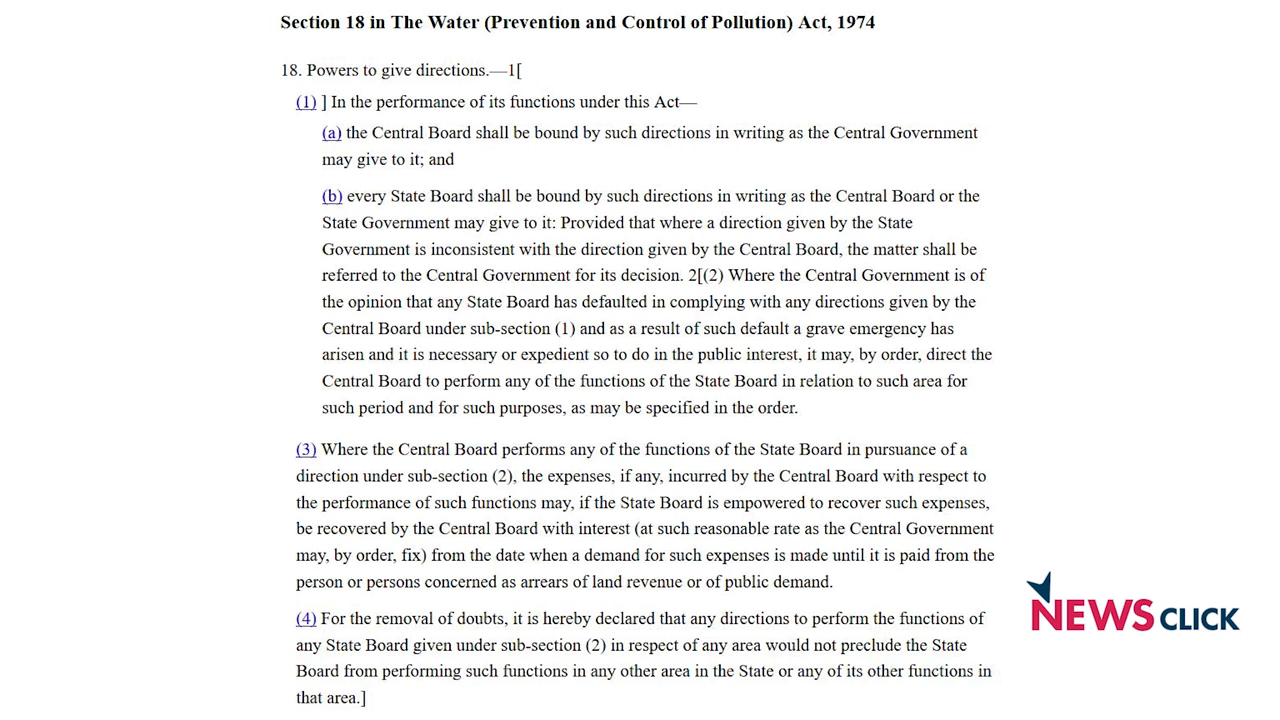 Section 18 in The Water (Prevention and Control of Pollution) Act, 1974
18. Powers to give directions.—1[
(1) ] In the performance of its functions under this Act—
(a) the Central Board shall be bound by such directions in writing as the Central Government
may give to it; and
(b) every State Board shall be bound by such directions in writing as the Central Board or the
State Government may give to it: Provided that where a direction given by the State
Government is inconsistent with the direction given by the Central Board, the matter shall be
referred to the Central Government for its decision. 2[(2) Where the Central Government is of
the opinion that any State Board has defaulted in complying with any directions given by the
Central Board under sub-section (1) and as a result of such default a grave emergency has
arisen and it is necessary or expedient so to do in the public interest, it may, by order, direct the
Central Board to perform any of the functions of the State Board in relation to such area for
such period and for such purposes, as may be specified in the order.
(3) Where the Central Board performs any of the functions of the State Board in pursuance of a
direction under sub-section (2), the expenses, if any, incurred by the Central Board with respect to
the performance of such functions may, if the State Board is empowered to recover such expenses,
be recovered by the Central Board with interest (at such reasonable rate as the Central Government
may, by order, fix) from the date when a demand for such expenses is made until it is paid from the
person or persons concerned as arrears of land revenue or of public demand.
(4) For the removal of doubts, it is hereby declared that any directions to perform the functions of
any State Board given under sub-section (2) in respect of any area would not preclude the State
Board from performing such functions in any other area in the State or any of its other functions in
that area.]
NEWS CLICK